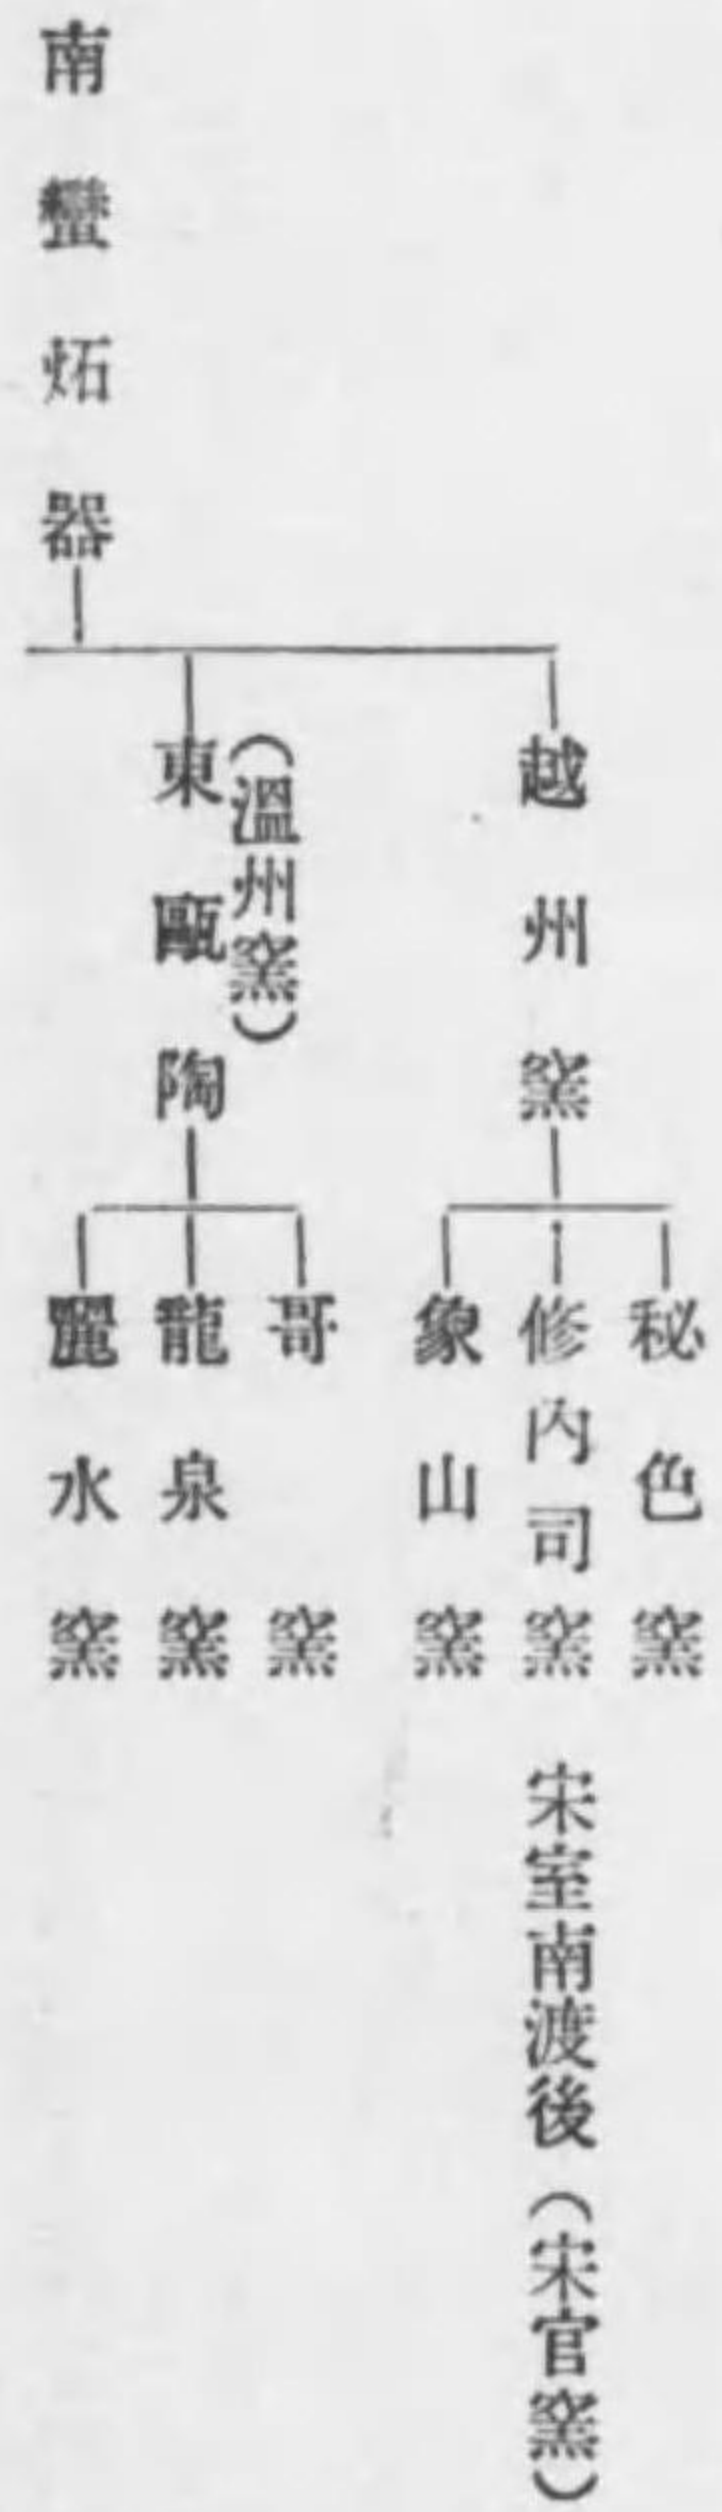 秘色窯
越州窯
修內司窯 宋室南渡後(宋官窯)
象山窯
哥窯
(溫州窯)
東甌陶
龍泉窯
南蠻炻器
麗水窯